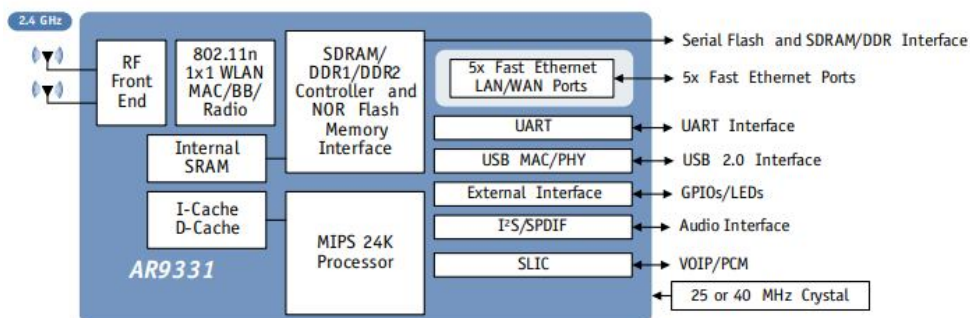 2.4 GHz
RF
Front
End
802.11n
1x1 WLAN
MAC/BB/
Radio
SDRAM/
DDR1/DDR2
Controller and
NOR Flash
Memory
Interface
Internal
SRAM
I-Cache
D-Cache
MIPS 24K
Processor
AR9331
5x Fast Ethernet
LAN/WAN Ports
UART
USB MAC/PHY
External Interface
I²S/SPDIF
SLIC
Serial Flash and SDRAM/DDR Interface
5x Fast Ethernet Ports
UART Interface
USB 2.0 Interface
GPIOs/LEDs
Audio Interface
VOIP/PCM
25 or 40 MHz Crystal